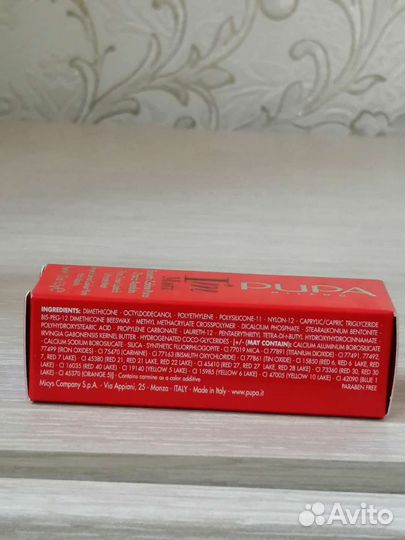 PUPA
MILANO
I'm
Matt
INGREDIENTS: DIMETHICONE · OCTYLDODECANOL · POLYETHYLENE · POLYSILICONE-11 · NYLON-12 · CAPRYLIC/CAPRIC TRIGLYCERIDE ·
BIS-PEG-12 DIMETHICONE BEESWAX · METHYL METHACRYLATE CROSSPOLYMER · DICALCIUM PHOSPHATE · STEARALKONIUM BENTONITE ·
IRVINGIA GABONENSIS KERNEL BUTTER · HYDROGENATED COCO-GLYCERIDES · PENTAERYTHRITYL TETRA-DI-t-BUTYL HYDROXYHYDROCINNAMATE ·
POLYHYDROXYSTEARIC ACID · PROPYLENE CARBONATE · LAURETH-12 ·
· CALCIUM SODIUM BOROSILICATE · SILICA · SYNTHETIC FLUORPHLOGOPITE · [+/- (MAY CONTAIN): CALCIUM ALUMINUM BOROSILICATE
77499 (IRON OXIDES) · CI 75470 (CARMINE) · CI 77163 (BISMUTH OXYCHLORIDE) · CI 77019 MICA · CI 77891 (TITANIUM DIOXIDE) · CI 77491, 77492,
7, RED 7 LAKE) · CI 45380 (RED 21, RED 22, RED 21 LAKE, RED 22 LAKE) · CI 77861 (TIN OXIDE) · CI 15850 (RED 6, RED 6 LAKE, RED
LAKE) · CI 16035 (RED 40 LAKE) · CI 19140 (YELLOW 5 LAKE) · CI 45410 (RED 27, RED 28, RED 27 LAKE, RED 28 LAKE) · CI 73360 (RED 30, RED 30
CI 45370 (ORANGE 5)] · Contains carmine as a color additive · CI 15985 (YELLOW 6 LAKE) · CI 47005 (YELLOW 10 LAKE) · CI 42090 (BLUE 1
Micys Company S.p.A. - Via Appiani, 25 - Monza - ITALY - Made in Italy - www.pupa.it
PARABEN FREE
Avito